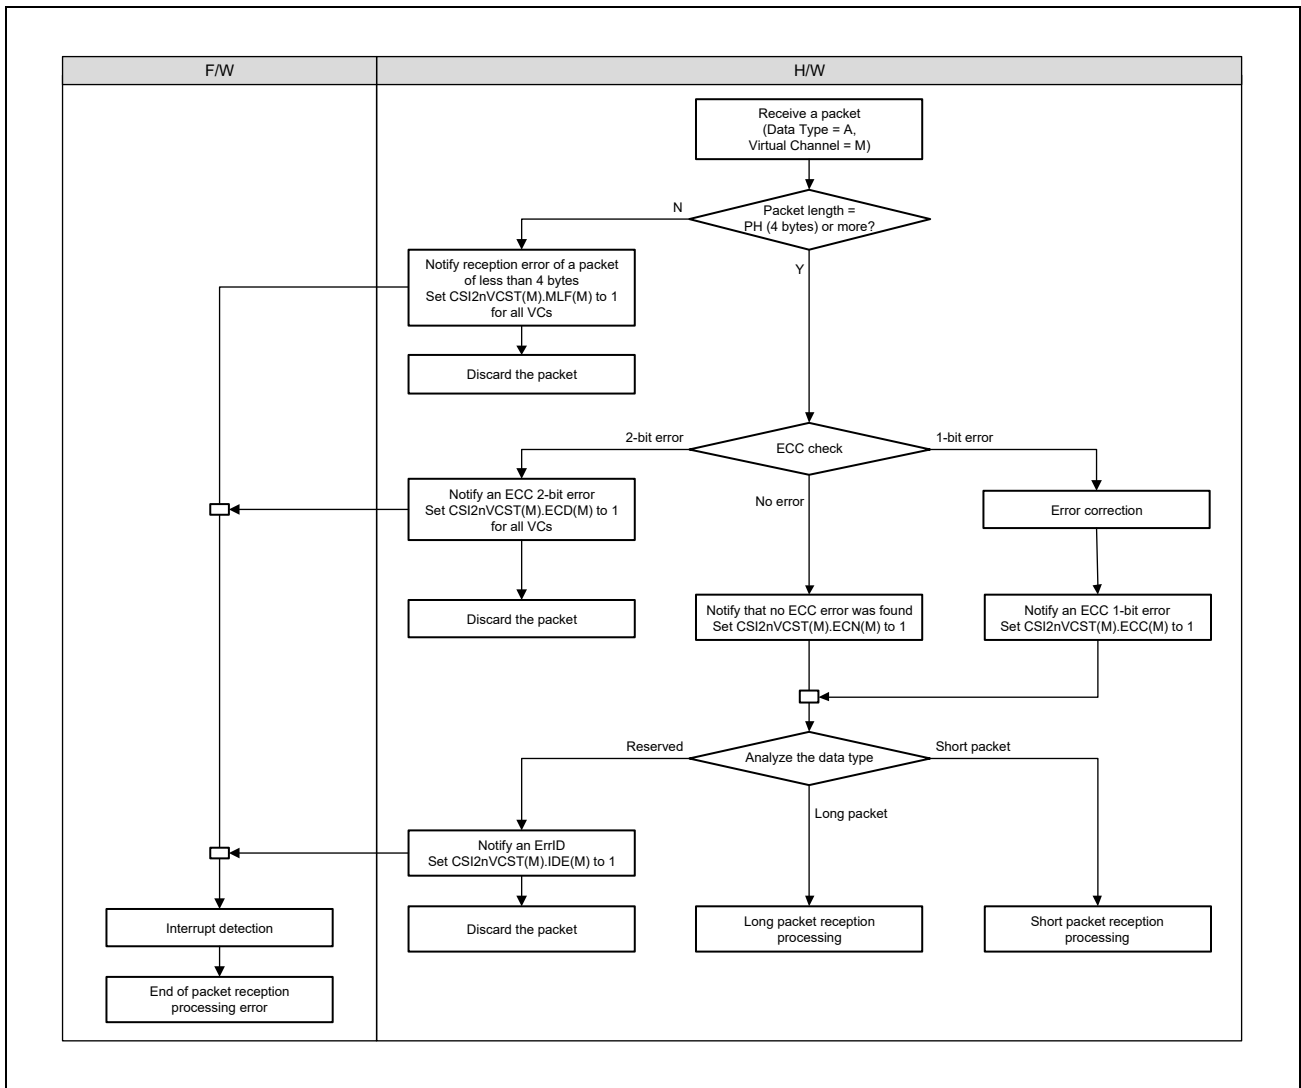 F/W
H/W
Receive a packet
(Data Type = A,
Virtual Channel = M)
Packet length =
PH (4 bytes) or more?
N
Y
Notify reception error of a packet
of less than 4 bytes
Set CSI2nVCST(M).MLF(M) to 1
for all VCs
Discard the packet
ECC check
2-bit error
1-bit error
No error
Notify an ECC 2-bit error
Set CSI2nVCST(M).ECD(M) to 1
for all VCs
Error correction
Discard the packet
Notify that no ECC error was found
Set CSI2nVCST(M).ECN(M) to 1
Notify an ECC 1-bit error
Set CSI2nVCST(M).ECC(M) to 1
Analyze the data type
Reserved
Short packet
Long packet
Notify an ErrID
Set CSI2nVCST(M).IDE(M) to 1
Interrupt detection
Discard the packet
Long packet reception
processing
Short packet reception
processing
End of packet reception
processing error